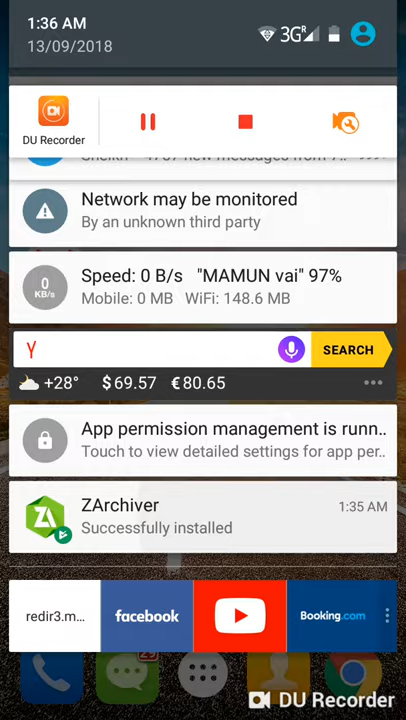 1:36 AM
13/09/2018
3G R
DU Recorder
Network may be monitored
By an unknown third party
0
KB/s
Speed: 0 B/s "MAMUN vai" 97%
Mobile: 0 MB WiFi: 148.6 MB
Y
SEARCH
+28° $69.57 €80.65
App permission management is runn..
Touch to view detailed settings for app per..
ZA
ZArchiver
1:35 AM
Successfully installed
redir3.m...
facebook
Booking.com
DU Recorder